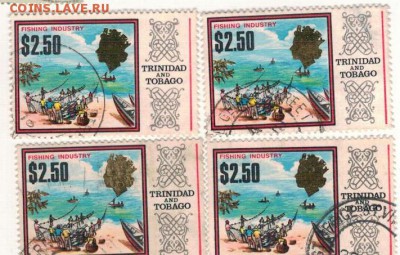 COINS.LAVE.RU
FISHING INDUSTRY
$2.50
TRINIDAD
AND
TOBAGO
FISHING INDUSTRY
$2.50
TRINIDAD
AND
TOBAGO
FISHING INDUSTRY
$2.50
TRINIDAD
AND
TOBAGO
FISHING INDUSTRY
$2.50
TRINIDAD
AND
TOBAGO